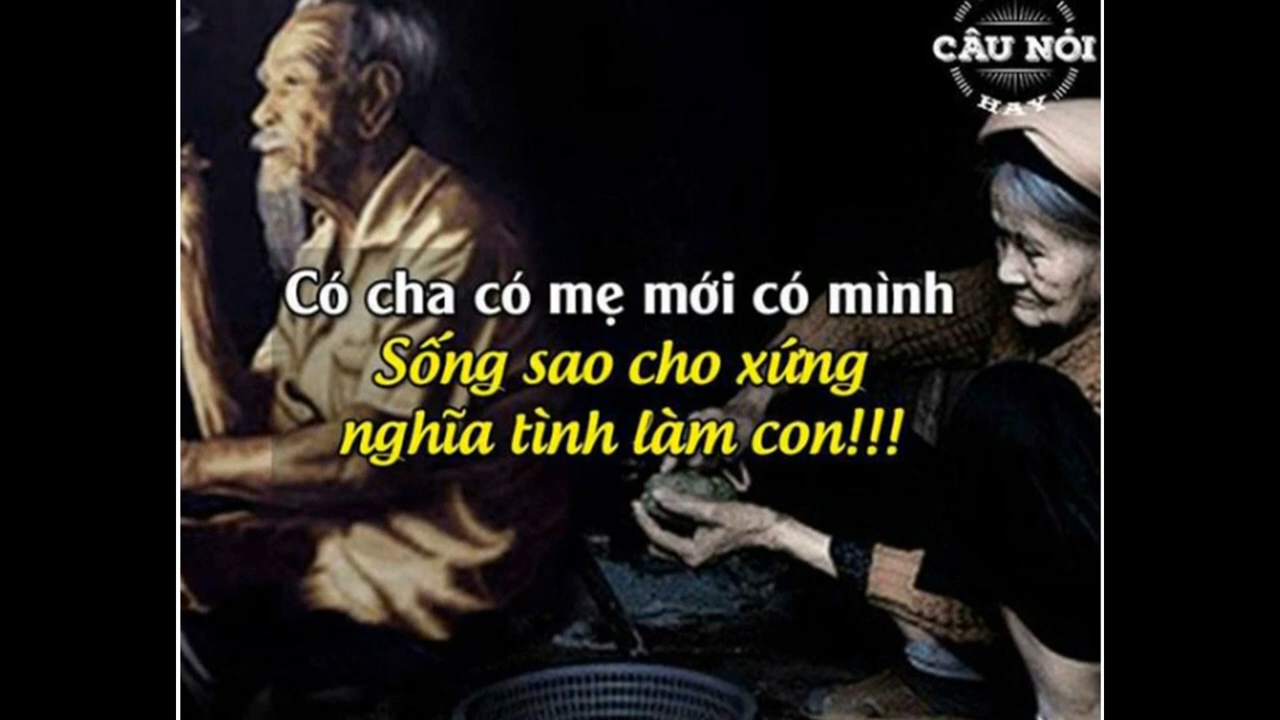 CÂU NÓI
HAY
Có cha có mẹ mới có mình
Sống sao cho xứng
nghĩa tình làm con!!!